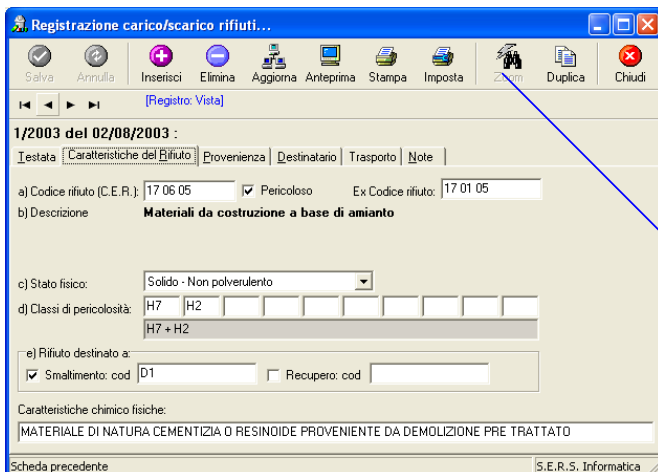 Registrazione carico/scarico rifiuti...
Salva Annulla Inserisci Elimina Aggiorna Anteprima Stampa Imposta Zoom Duplica Chiudi
[Registro: Vista]
1/2003 del 02/08/2003 :
Testata Caratteristiche del Rifiuto Provenienza Destinatario Trasporto Note
a) Codice rifiuto (C.E.R.): 17 06 05 Pericoloso Ex Codice rifiuto: 17 01 05
b) Descrizione Materiali da costruzione a base di amianto
c) Stato fisico: Solido - Non polverulento
d) Classi di pericolosità: H7 H2
H7 + H2
e) Rifiuto destinato a:
Smaltimento: cod D1 Recupero: cod
Caratteristiche chimico fisiche:
MATERIALE DI NATURA CEMENTIZIA O RESINOIDE PROVENIENTE DA DEMOLIZIONE PRE TRATTATO
Scheda precedente S.E.R.S. Informatica